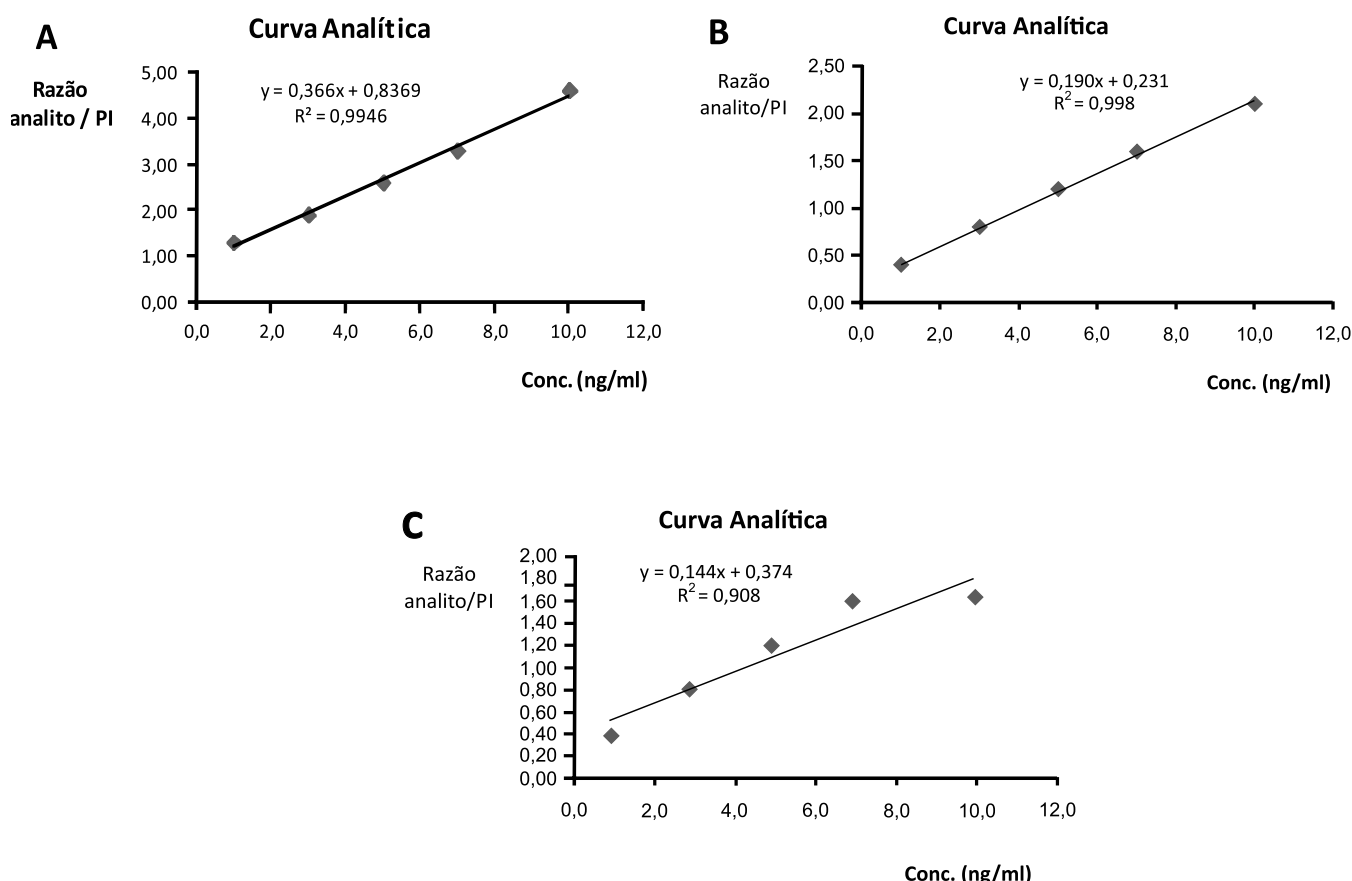 A
Curva Analítica
Razão
analito / PI
y = 0,366x + 0,8369
R² = 0,9946
5,00
4,00
3,00
2,00
1,00
0,00
0,0 2,0 4,0 6,0 8,0 10,0 12,0
Conc. (ng/ml)
B
Curva Analítica
Razão
analito/PI
y = 0,190x + 0,231
R² = 0,998
2,50
2,00
1,50
1,00
0,50
0,00
0,0 2,0 4,0 6,0 8,0 10,0 12,0
Conc. (ng/ml)
C
Curva Analítica
Razão
analito/PI
y = 0,144x + 0,374
R² = 0,908
2,00
1,80
1,60
1,40
1,20
1,00
0,80
0,60
0,40
0,20
0,00
0,0 2,0 4,0 6,0 8,0 10,0 12,0
Conc. (ng/ml)